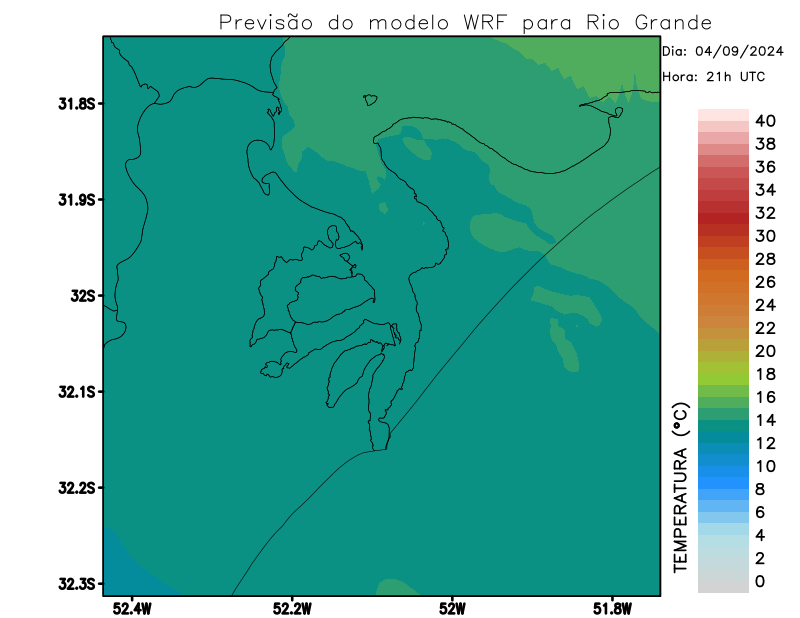 Previsão do modelo WRF para Rio Grande
Dia: 04/09/2024
Hora: 21h UTC
31.8S
31.9S
32S
32.1S
32.2S
32.3S
52.4W
52.2W
52W
51.8W
TEMPERATURA (°C)
40
38
36
34
32
30
28
26
24
22
20
18
16
14
12
10
8
6
4
2
0